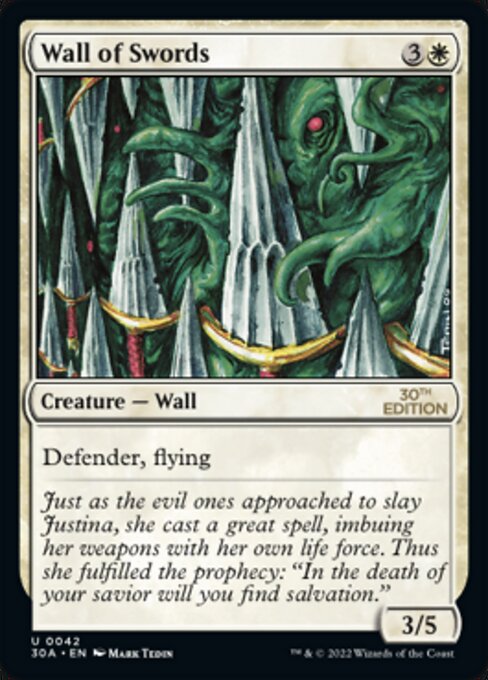 Wall of Swords 3
Creature — Wall
30TH
EDITION
Defender, flying
Just as the evil ones approached to slay
Justina, she cast a great spell, imbuing
her weapons with her own life force. Thus
she fulfilled the prophecy: “In the death of
your savior will you find salvation.”
3/5
U 0042
30A • EN Mark Tedin
™ & © 2022 Wizards of the Coast